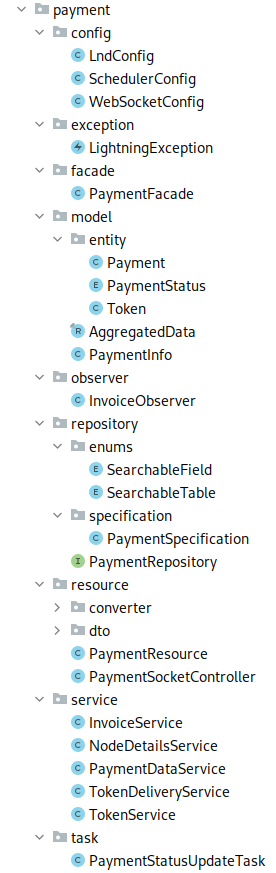 payment
config
C LndConfig
C SchedulerConfig
C WebSocketConfig
exception
LightningException
facade
C PaymentFacade
model
entity
C Payment
E PaymentStatus
C Token
R AggregatedData
C PaymentInfo
observer
C InvoiceObserver
repository
enums
E SearchableField
E SearchableTable
specification
C PaymentSpecification
I PaymentRepository
resource
converter
dto
C PaymentResource
C PaymentSocketController
service
C InvoiceService
C NodeDetailsService
C PaymentDataService
C TokenDeliveryService
C TokenService
task
C PaymentStatusUpdateTask